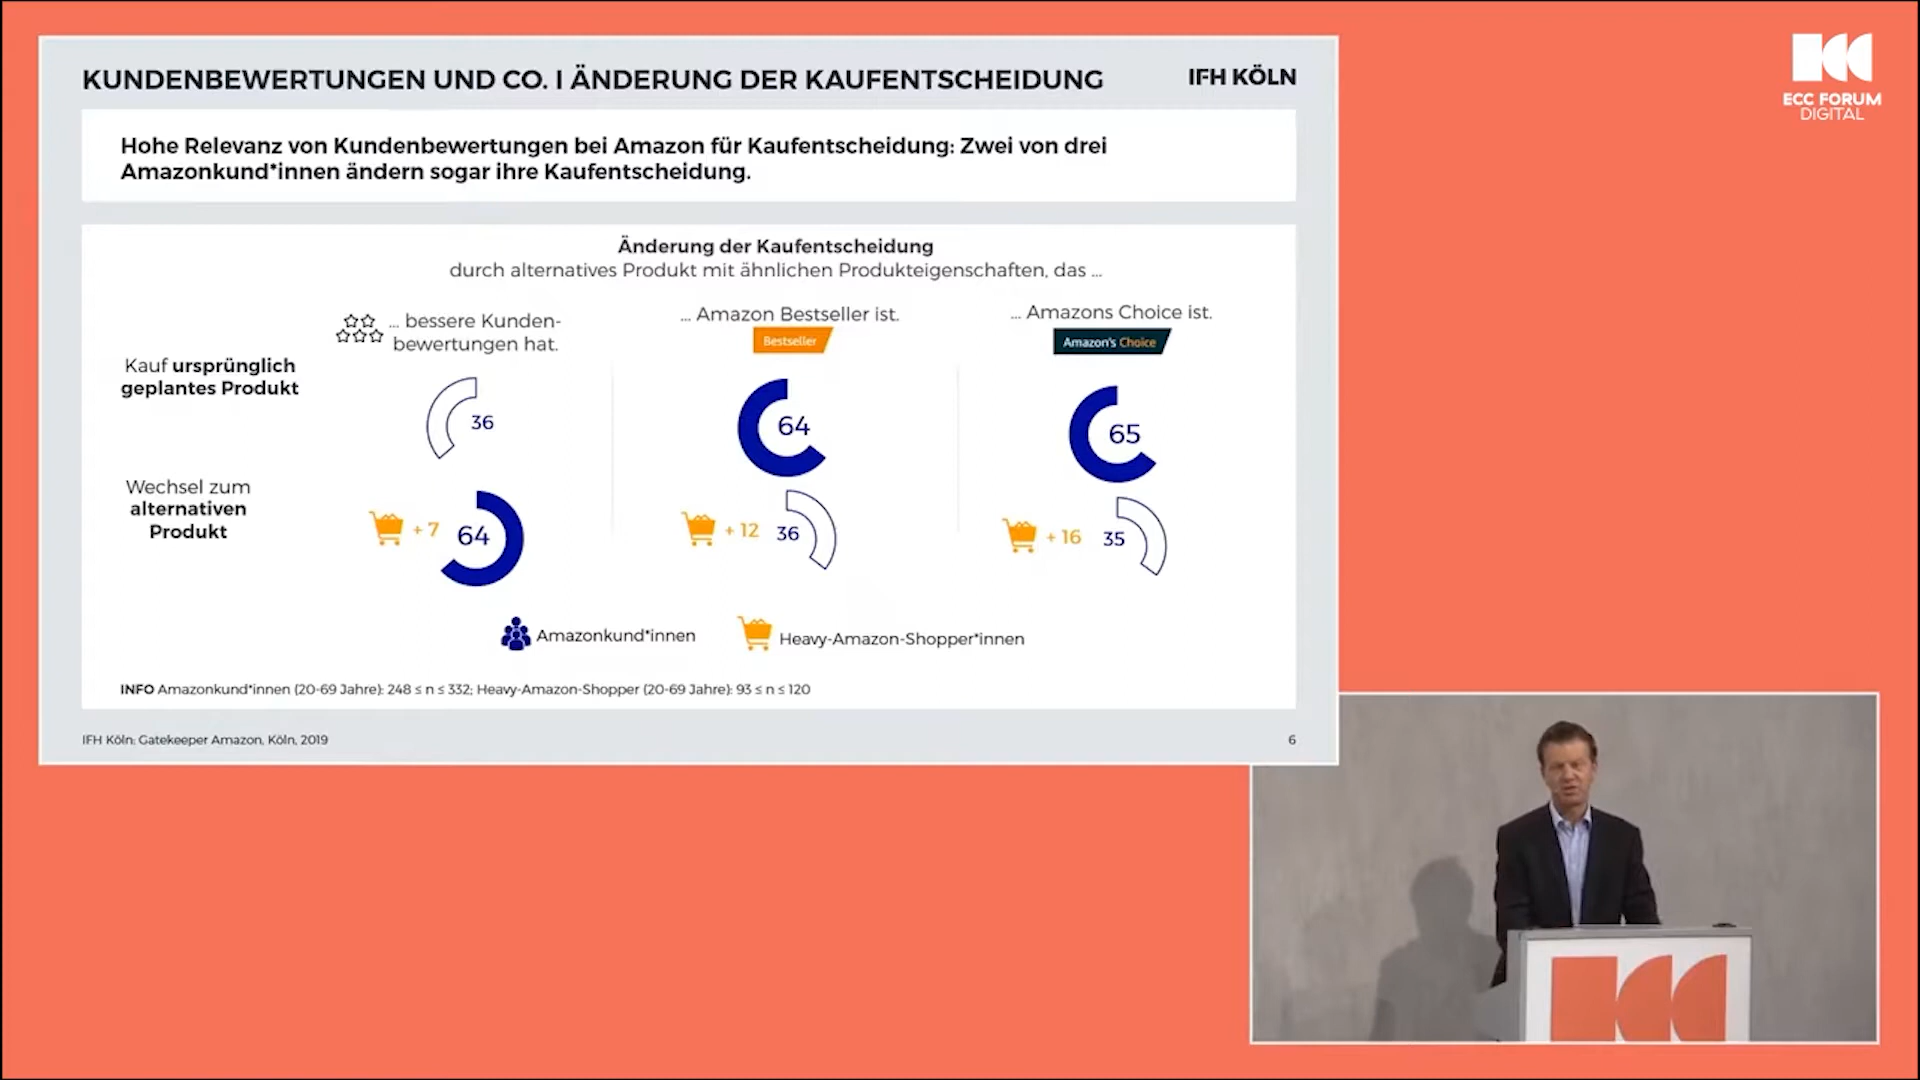 KUNDENBEWERTUNGEN UND CO. I ÄNDERUNG DER KAUFENTSCHEIDUNG
IFH KÖLN
ECC FORUM
DIGITAL
Hohe Relevanz von Kundenbewertungen bei Amazon für Kaufentscheidung: Zwei von drei
Amazonkund*innen ändern sogar ihre Kaufentscheidung.
Änderung der Kaufentscheidung
durch alternatives Produkt mit ähnlichen Produkteigenschaften, das ...
... bessere Kunden-
bewertungen hat.
... Amazon Bestseller ist.
Bestseller
... Amazons Choice ist.
Amazon's Choice
Kauf ursprünglich
geplantes Produkt
36
64
65
Wechsel zum
alternativen
Produkt
+ 7
64
+ 12
36
+ 16
35
Amazonkund*innen
Heavy-Amazon-Shopper*innen
INFO Amazonkund*innen (20-69 Jahre): 248 ≤ n ≤ 332; Heavy-Amazon-Shopper (20-69 Jahre): 93 ≤ n ≤ 120
IFH Köln: Gatekeeper Amazon, Köln, 2019
6